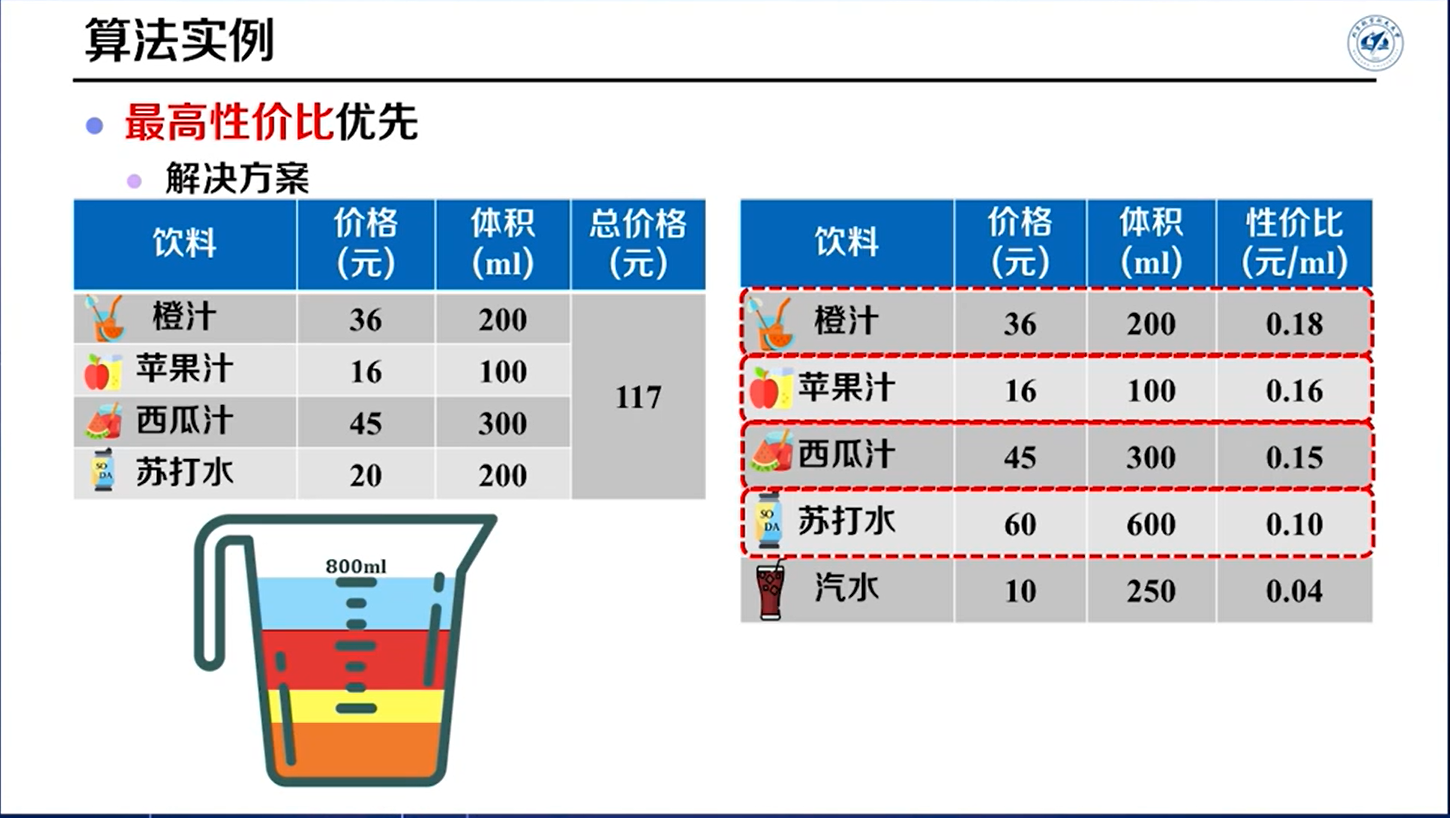 算法实例
最高性价比优先
解决方案
饮料 价格(元) 体积(ml) 总价格(元)
橙汁 36 200 117
苹果汁 16 100
西瓜汁 45 300
SODA 苏打水 20 200
800ml
饮料 价格(元) 体积(ml) 性价比(元/ml)
橙汁 36 200 0.18
苹果汁 16 100 0.16
西瓜汁 45 300 0.15
SODA 苏打水 60 600 0.10
汽水 10 250 0.04